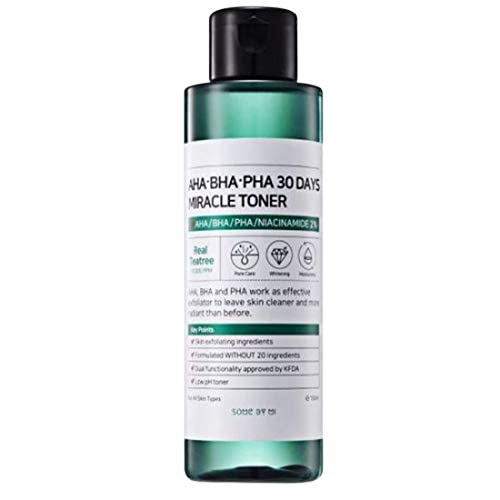 AHA·BHA·PHA 30 DAYS
MIRACLE TONER
AHA/BHA/PHA/NIACINAMIDE 2%
Real
Teatree
Pore Care
Whitening
Moisturizing
AHA, BHA and PHA work as effective
exfoliator to leave skin cleaner and more
radiant than before.
Key Points
✓ Skin exfoliating ingredients
✓ Formulated WITHOUT 20 ingredients
✓ Dual functionality approved by KFDA
✓ Low pH toner
For All Skin Types
SOME BY MI